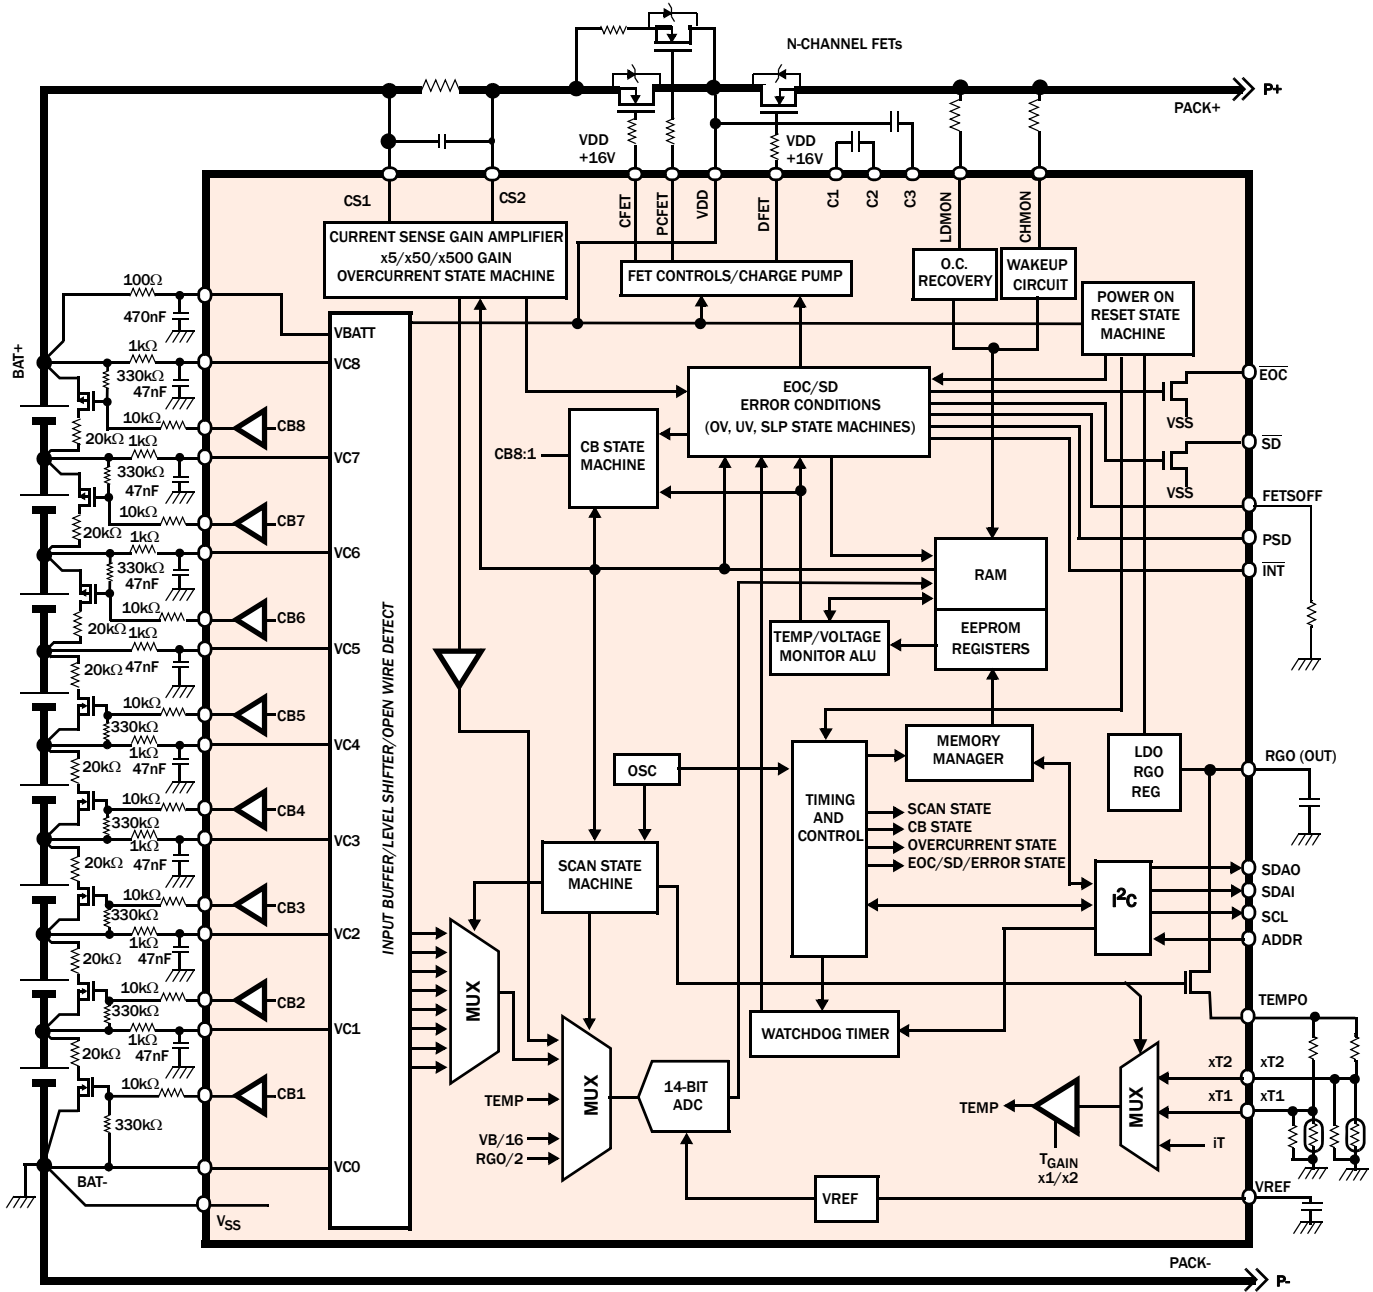 N-CHANNEL FETs
P+
PACK+
VDD
+16V
VDD
+16V
CS1
CS2
CFET
PCFET
VDD
DFET
C1
C2
C3
LDMON
CHMON
CURRENT SENSE GAIN AMPLIFIER
x5/x50/x500 GAIN
OVERCURRENT STATE MACHINE
FET CONTROLS/CHARGE PUMP
O.C.
RECOVERY
WAKEUP
CIRCUIT
POWER ON
RESET STATE
MACHINE
100Ω
470nF
VBATT
BAT+
1kΩ
VC8
330kΩ
47nF
10kΩ
CB8
20kΩ
1kΩ
VC7
330kΩ
47nF
10kΩ
CB7
20kΩ
1kΩ
VC6
330kΩ
47nF
10kΩ
CB6
20kΩ
1kΩ
VC5
20kΩ
47nF
10kΩ
CB5
330kΩ
VC4
1kΩ
20kΩ
47nF
10kΩ
CB4
330kΩ
VC3
1kΩ
20kΩ
47nF
10kΩ
CB3
330kΩ
VC2
1kΩ
20kΩ
47nF
10kΩ
CB2
330kΩ
VC1
1kΩ
20kΩ
47nF
10kΩ
CB1
330kΩ
VC0
BAT-
VSS
INPUT BUFFER/LEVEL SHIFTER/OPEN WIRE DETECT
EOC/SD
ERROR CONDITIONS
(OV, UV, SLP STATE MACHINES)
CB8:1
CB STATE
MACHINE
EOC
VSS
SD
VSS
FETSOFF
PSD
INT
RAM
EEPROM
REGISTERS
TEMP/VOLTAGE
MONITOR ALU
MEMORY
MANAGER
LDO
RGO
REG
RGO (OUT)
OSC
TIMING
AND
CONTROL
SCAN STATE
CB STATE
OVERCURRENT STATE
EOC/SD/ERROR STATE
SCAN STATE
MACHINE
I2C
SDAO
SDAI
SCL
ADDR
MUX
WATCHDOG TIMER
TEMPO
MUX
TEMP
VB/16
RGO/2
14-BIT
ADC
TEMP
TGAIN
x1/x2
MUX
xT2
xT2
xT1
xT1
iT
VREF
VREF
PACK-
P-